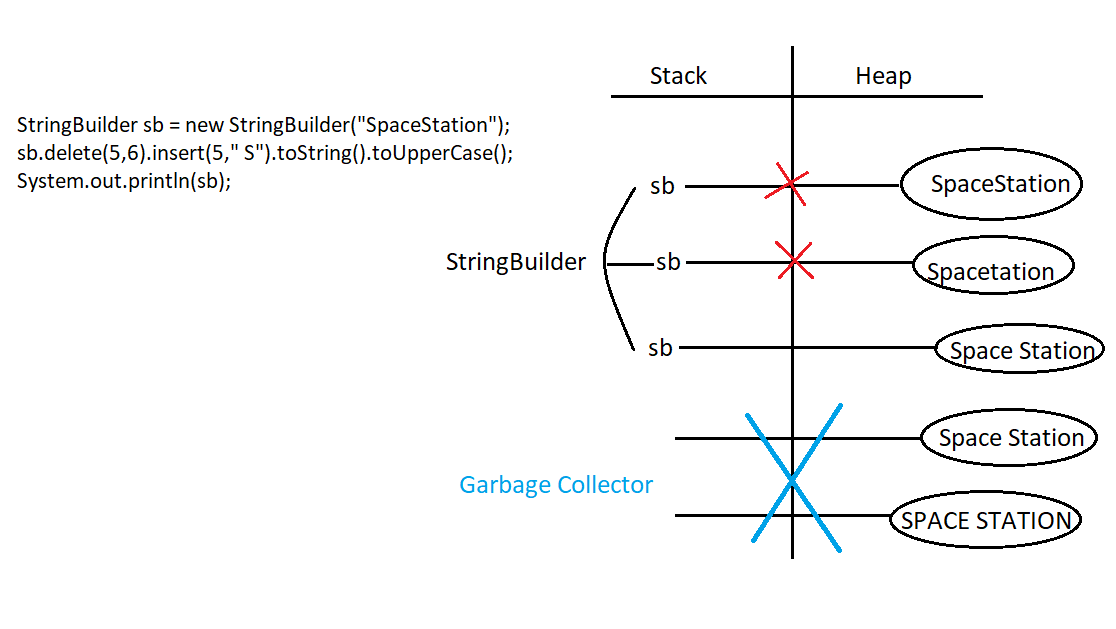 Stack Heap
StringBuilder sb = new StringBuilder("SpaceStation");
sb.delete(5,6).insert(5," S").toString().toUpperCase();
System.out.println(sb);
sb SpaceStation
StringBuilder sb Spacetation
sb Space Station
Space Station
Garbage Collector
SPACE STATION